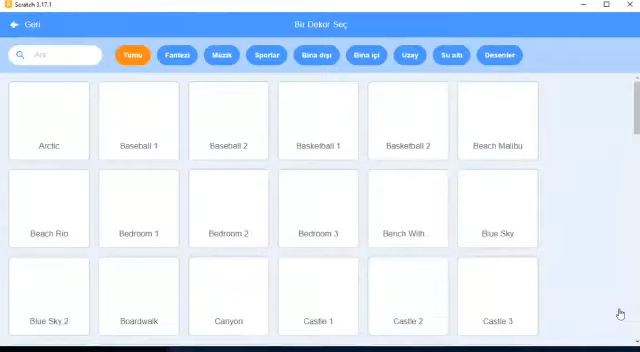 Scratch 3.17.1
Geri
Bir Dekor Seç
Ara
Tümü
Fantezi
Müzik
Sporlar
Bina dışı
Bina içi
Uzay
Su altı
Desenler
Arctic
Baseball 1
Baseball 2
Basketball 1
Basketball 2
Beach Malibu
Beach Rio
Bedroom 1
Bedroom 2
Bedroom 3
Bench With...
Blue Sky
Blue Sky 2
Boardwalk
Canyon
Castle 1
Castle 2
Castle 3